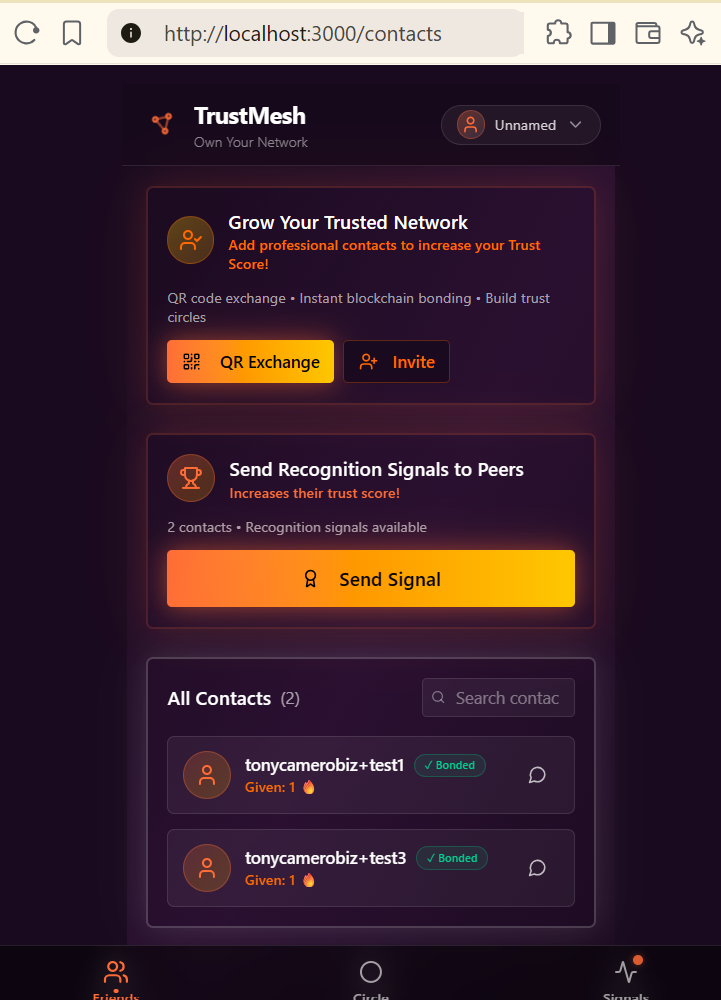 http://localhost:3000/contacts
TrustMesh
Own Your Network
Unnamed
Grow Your Trusted Network
Add professional contacts to increase your Trust
Score!
QR code exchange • Instant blockchain bonding • Build trust
circles
QR Exchange
Invite
Send Recognition Signals to Peers
Increases their trust score!
2 contacts • Recognition signals available
Send Signal
All Contacts (2)
Search contac
tonycamerobiz+test1 ✓ Bonded
Given: 1 🔥
tonycamerobiz+test3 ✓ Bonded
Given: 1 🔥
Friends
Circle
Signals